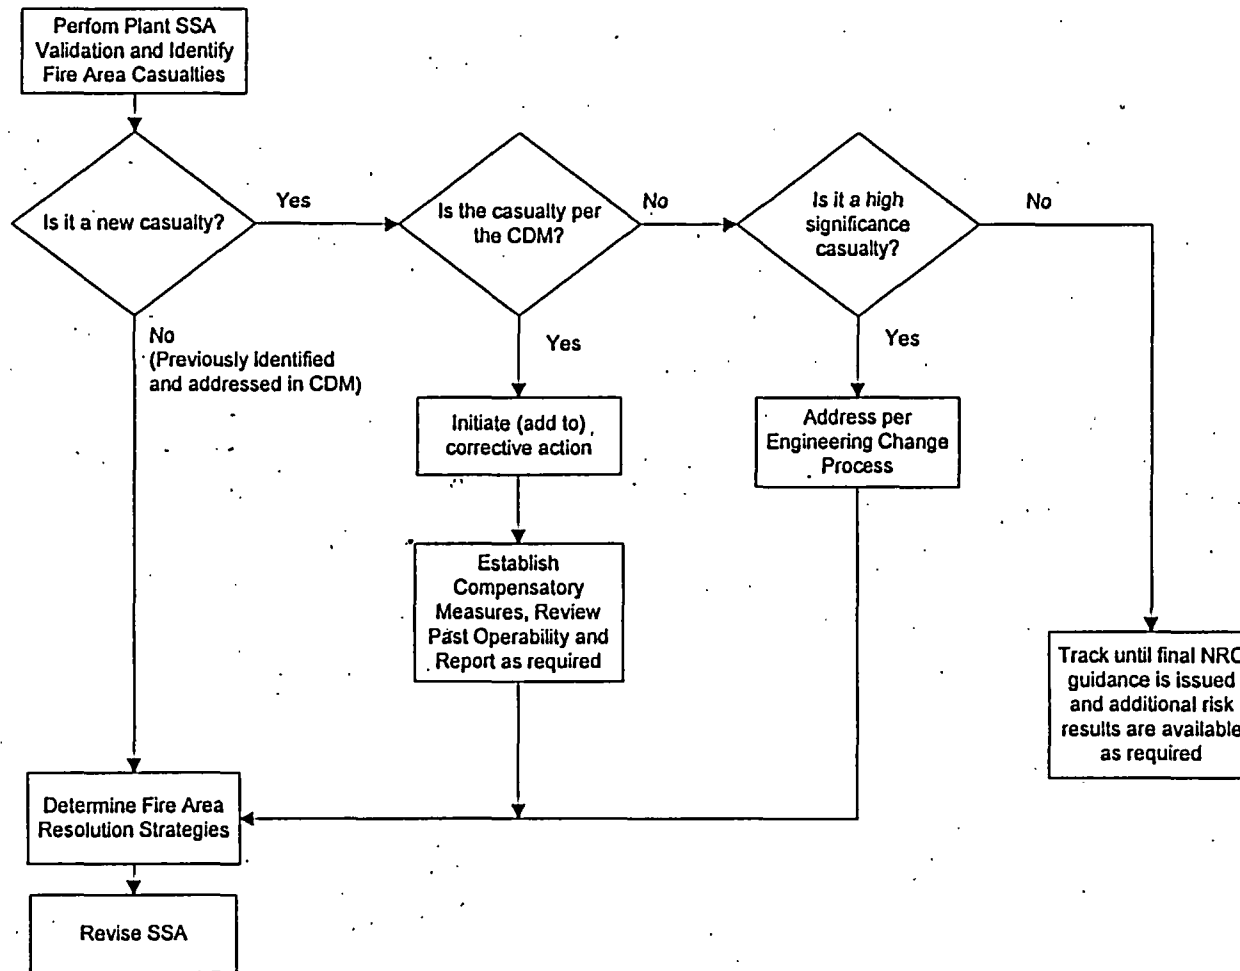 Perfom Plant SSA
Validation and Identify
Fire Area Casualties
Is it a new casualty?
Yes
Is the casualty per
the CDM?
No
Is it a high
significance
casualty?
No
No
(Previously Identified
and addressed in CDM)
Yes
Yes
Initiate (add to)
corrective action
Address per
Engineering Change
Process
Establish
Compensatory
Measures, Review
Past Operability and
Report as required
Track until final NRC
guidance is issued
and additional risk
results are available
as required
Determine Fire Area
Resolution Strategies
Revise SSA